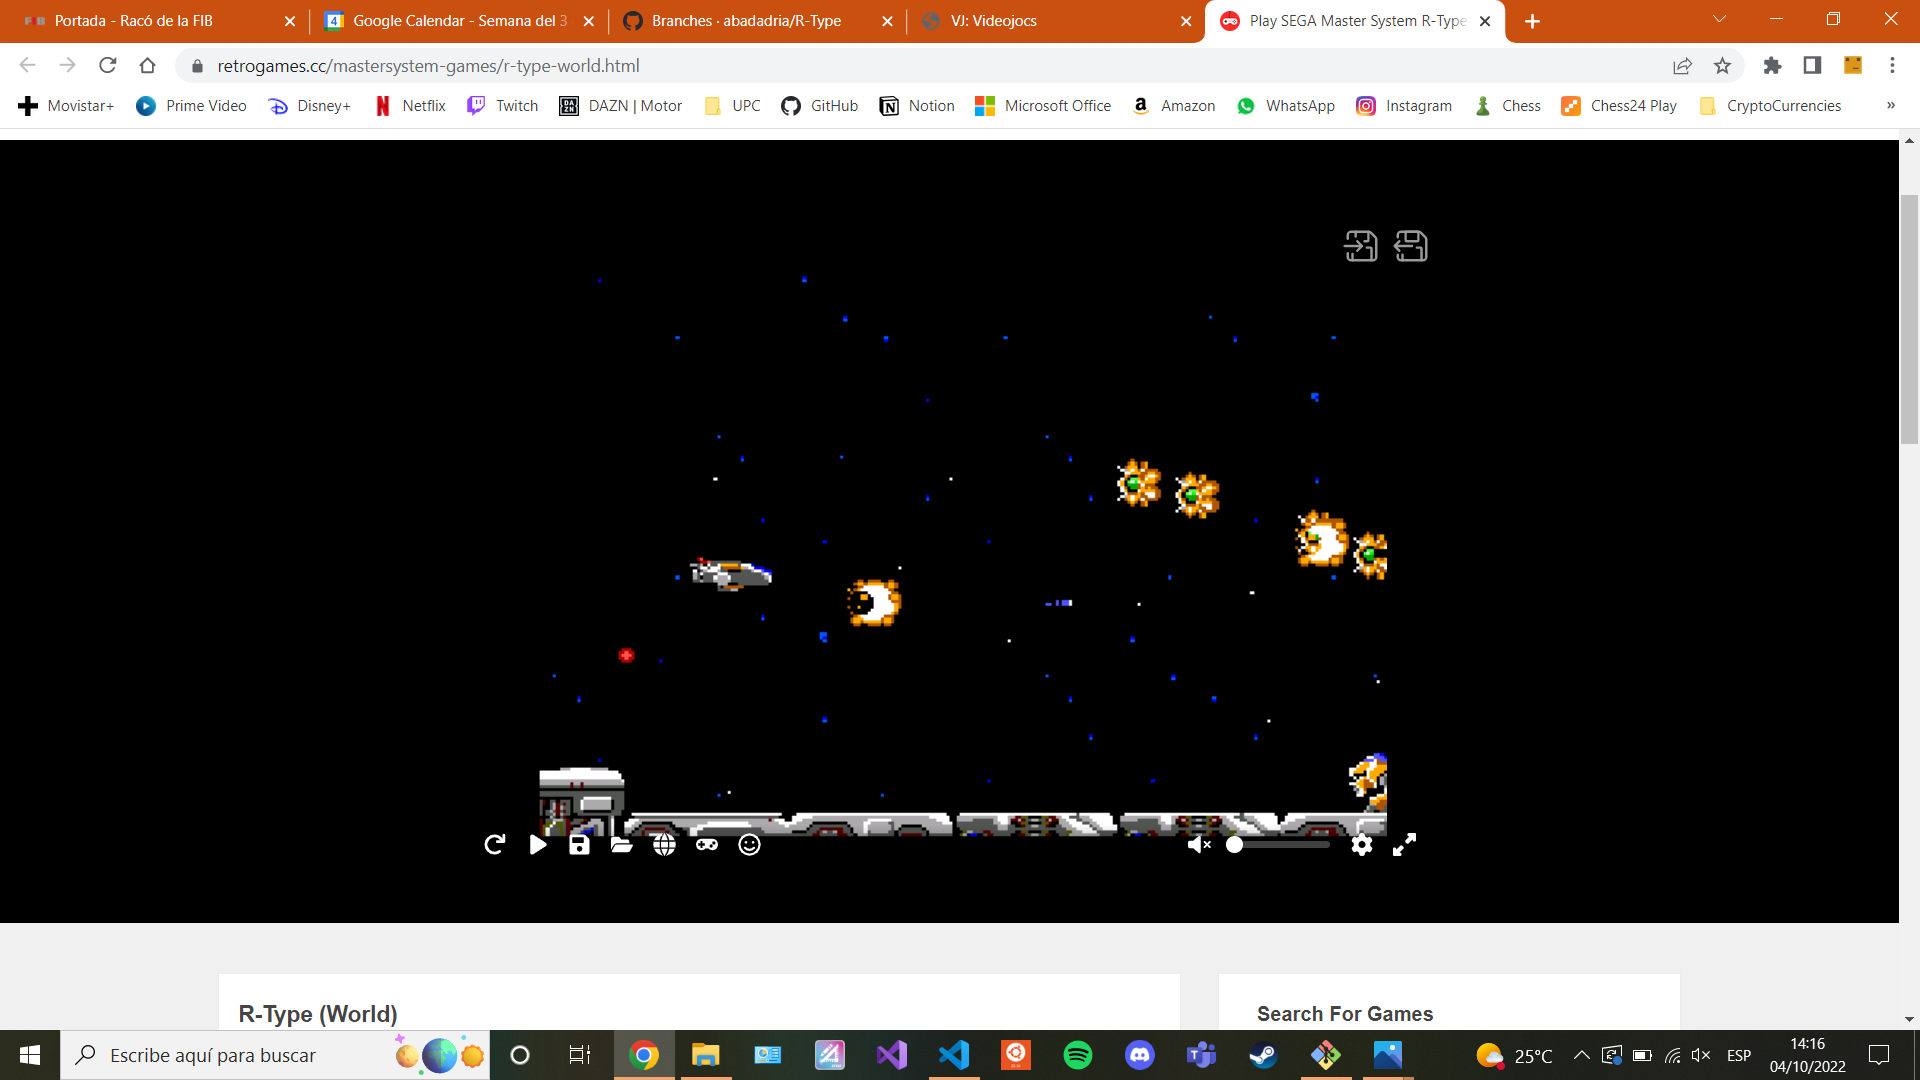 Portada - Racó de la FIB
Google Calendar - Semana del 3
Branches · abadadria/R-Type
VJ: Videojocs
Play SEGA Master System R-Type
retrogames.cc/mastersystem-games/r-type-world.html
Movistar+ Prime Video Disney+ Netflix Twitch DAZN | Motor UPC GitHub Notion Microsoft Office Amazon WhatsApp Instagram Chess Chess24 Play CryptoCurrencies »
R-Type (World)
Search For Games
Escribe aquí para buscar
25°C
ESP
14:16
04/10/2022